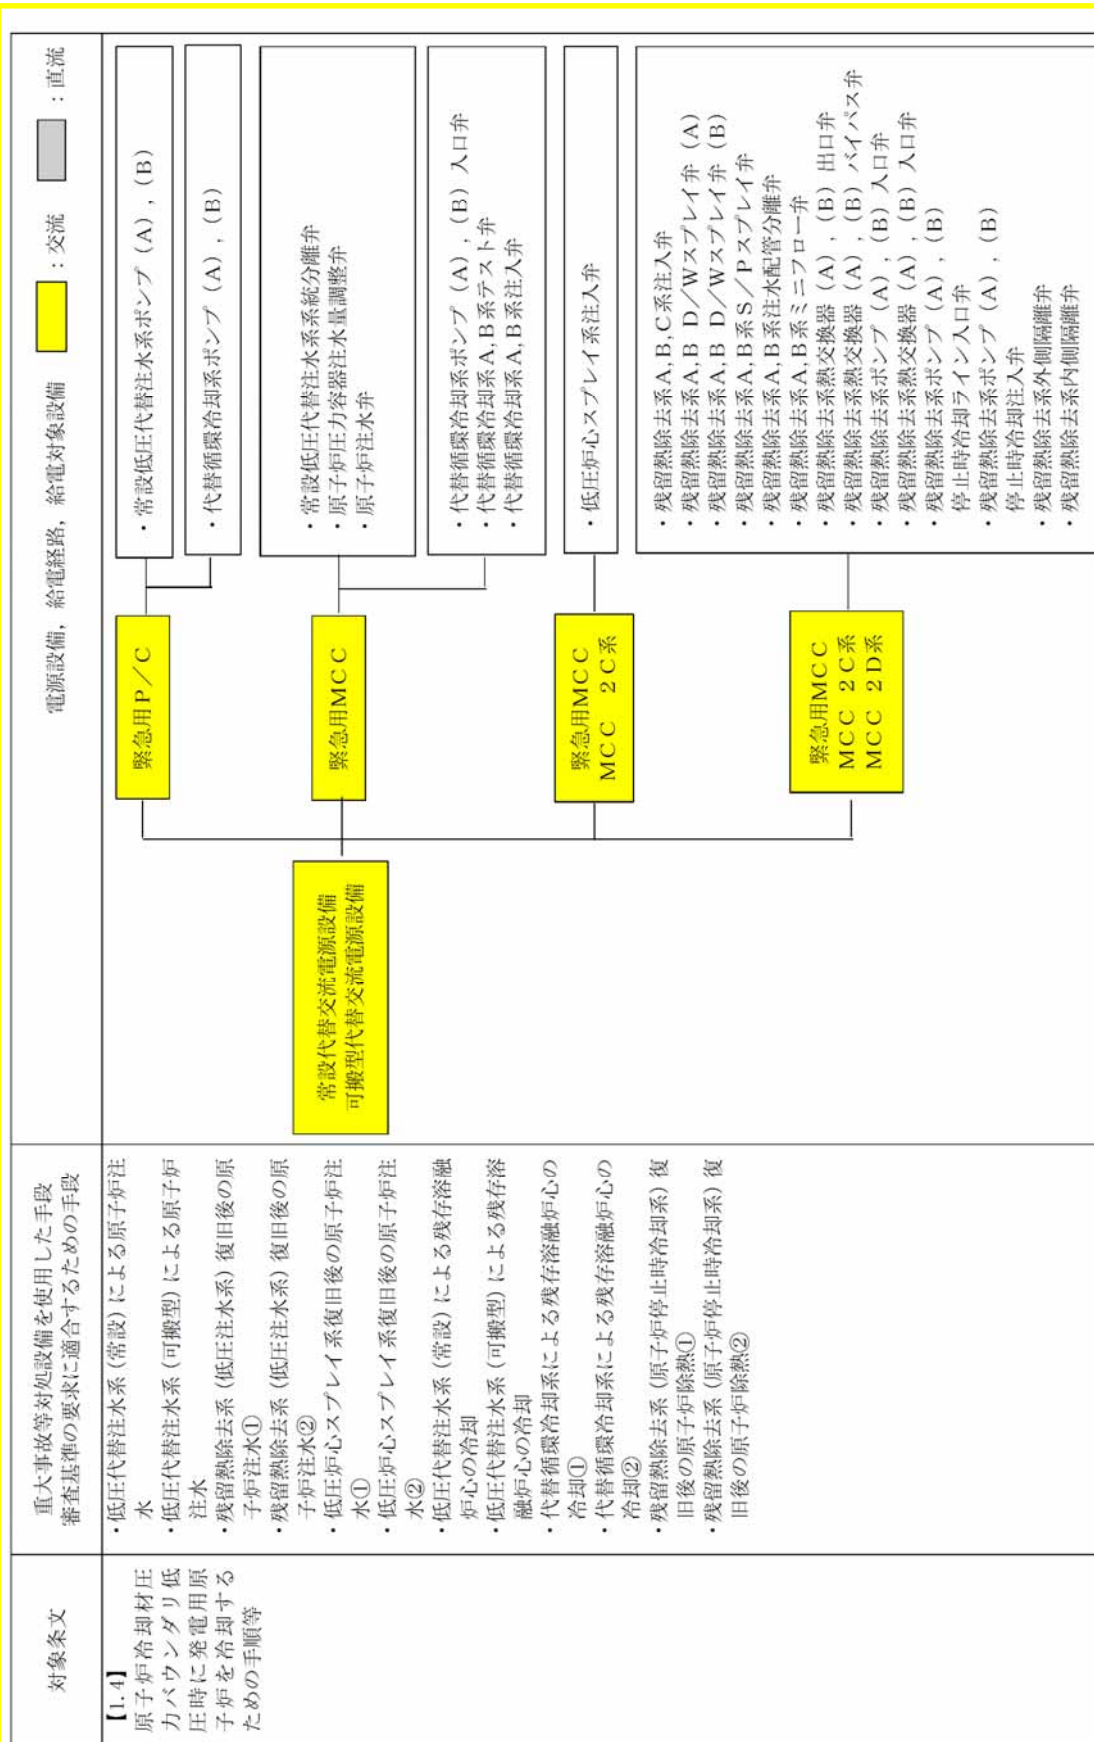 対象条文
重大事故等対処設備を使用した手段
審査基準の要求に適合するための手段
電源設備，給電経路，給電対象設備
：交流
：直流
【1.4】
原子炉冷却材圧
力バウンダリ低
圧時に発電用原
子炉を冷却する
ための手順等
・低圧代替注水系（常設）による原子炉注
水
・低圧代替注水系（可搬型）による原子炉
注水
・残留熱除去系（低圧注水系）復旧後の原
子炉注水①
・残留熱除去系（低圧注水系）復旧後の原
子炉注水②
・低圧炉心スプレイ系復旧後の原子炉注
水①
・低圧炉心スプレイ系復旧後の原子炉注
水②
・低圧代替注水系（常設）による残存溶融
炉心の冷却
・低圧代替注水系（可搬型）による残存溶
融炉心の冷却
・代替循環冷却系による残存溶融炉心の
冷却①
・代替循環冷却系による残存溶融炉心の
冷却②
・残留熱除去系（原子炉停止時冷却系）復
旧後の原子炉除熱①
・残留熱除去系（原子炉停止時冷却系）復
旧後の原子炉除熱②
常設代替交流電源設備
可搬型代替交流電源設備
緊急用Ｐ／Ｃ
・常設低圧代替注水系ポンプ（Ａ），（Ｂ）
・代替循環冷却系ポンプ（Ａ），（Ｂ）
緊急用ＭＣＣ
・常設低圧代替注水系系統分離弁
・原子炉圧力容器注水流量調整弁
・原子炉注水弁
・代替循環冷却系ポンプ（Ａ），（Ｂ）入口弁
・代替循環冷却系Ａ,Ｂ系テスト弁
・代替循環冷却系Ａ,Ｂ系注入弁
緊急用ＭＣＣ
ＭＣＣ ２Ｃ系
・低圧炉心スプレイ系注入弁
緊急用ＭＣＣ
ＭＣＣ ２Ｃ系
ＭＣＣ ２Ｄ系
・残留熱除去系Ａ,Ｂ,Ｃ系注入弁
・残留熱除去系Ａ,Ｂ Ｄ／Ｗスプレイ弁（Ａ）
・残留熱除去系Ａ,Ｂ Ｄ／Ｗスプレイ弁（Ｂ）
・残留熱除去系Ａ,Ｂ系Ｓ／Ｐスプレイ弁
・残留熱除去系Ａ,Ｂ系注水配管分離弁
・残留熱除去系Ａ,Ｂ系ミニフロー弁
・残留熱除去系熱交換器（Ａ），（Ｂ）出口弁
・残留熱除去系熱交換器（Ａ），（Ｂ）バイパス弁
・残留熱除去系ポンプ（Ａ），（Ｂ）入口弁
・残留熱除去系熱交換器（Ａ），（Ｂ）入口弁
・残留熱除去系ポンプ（Ａ），（Ｂ）
停止時冷却ライン入口弁
・残留熱除去系ポンプ（Ａ），（Ｂ）
停止時冷却注入弁
・残留熱除去系外側隔離弁
・残留熱除去系内側隔離弁